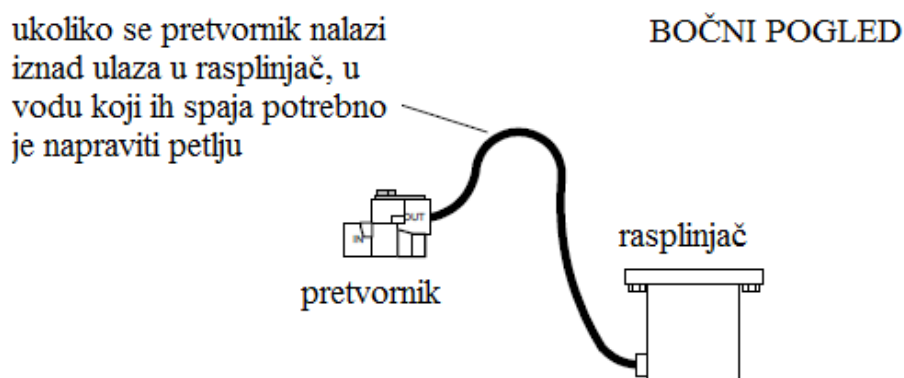 ukoliko se pretvornik nalazi
iznad ulaza u rasplinjač, u
vodu koji ih spaja potrebno
je napraviti petlju
BOČNI POGLED
OUT
IN
pretvornik
rasplinjač